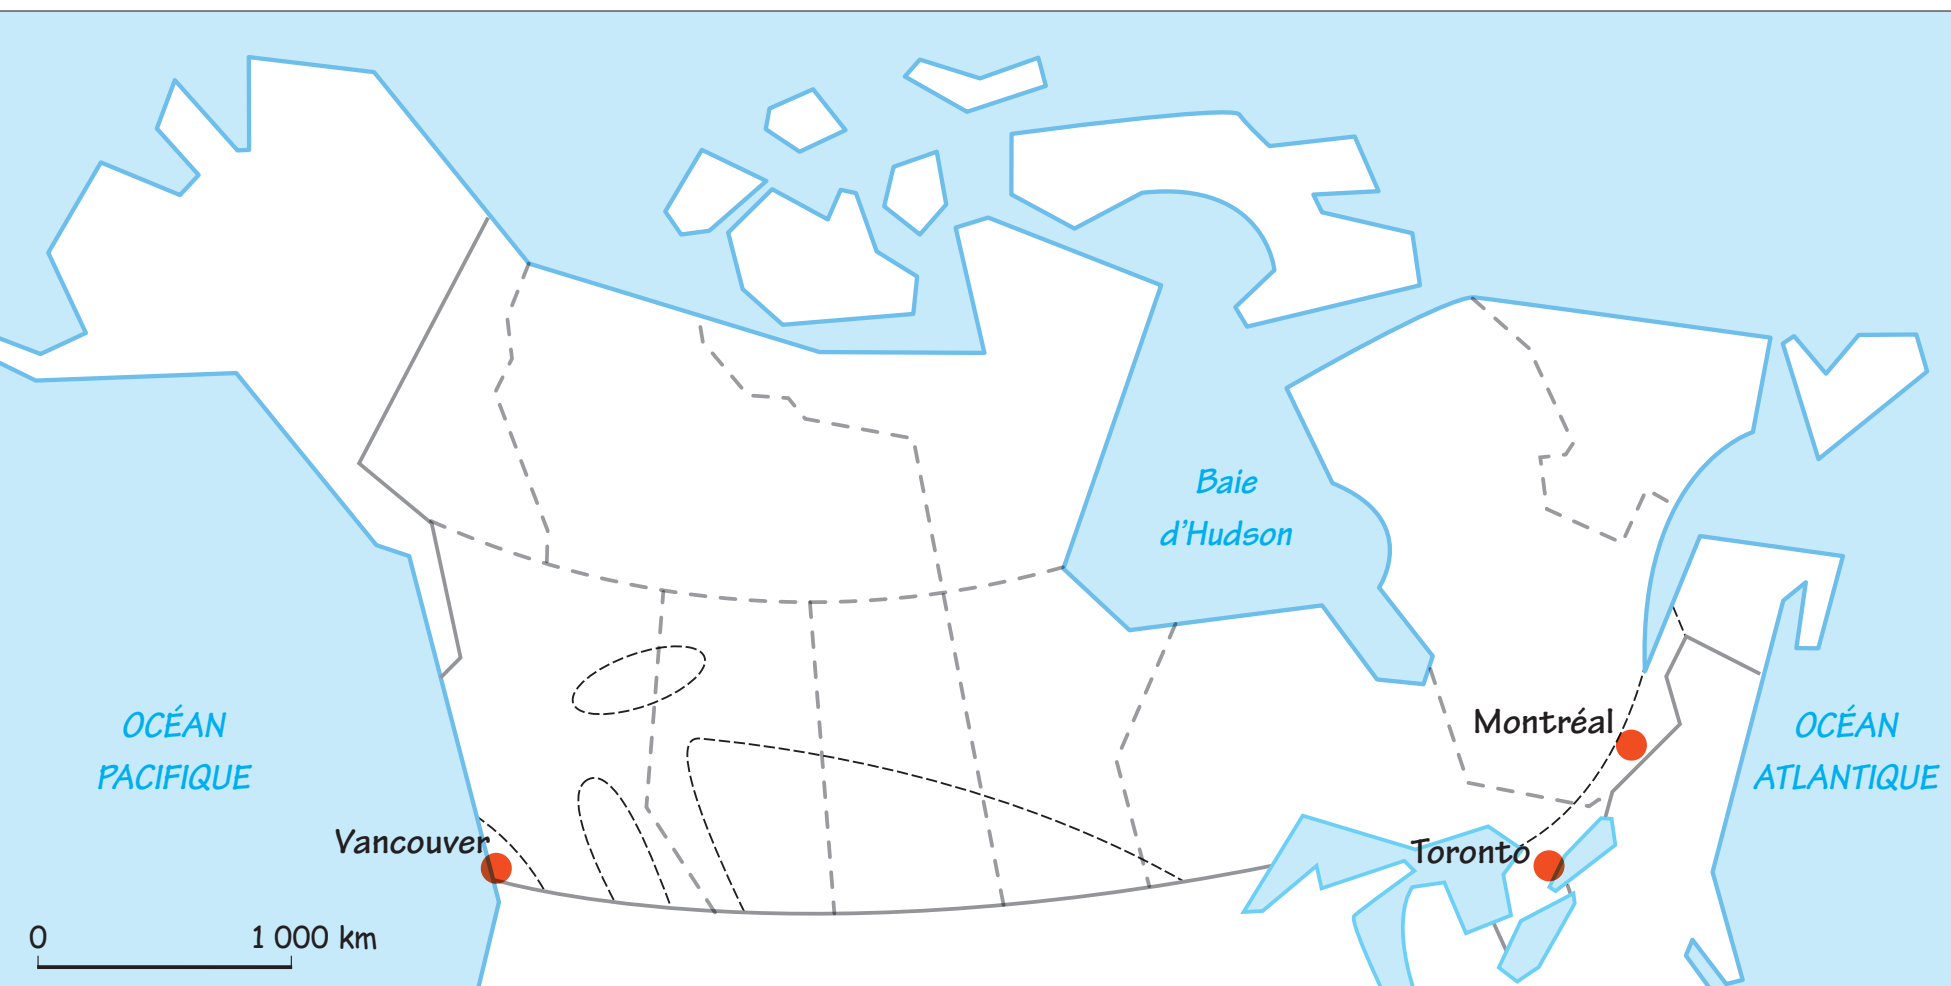 Baie
d'Hudson
OCÉAN
PACIFIQUE
Montréal
OCÉAN
ATLANTIQUE
Vancouver
Toronto
0 1 000 km